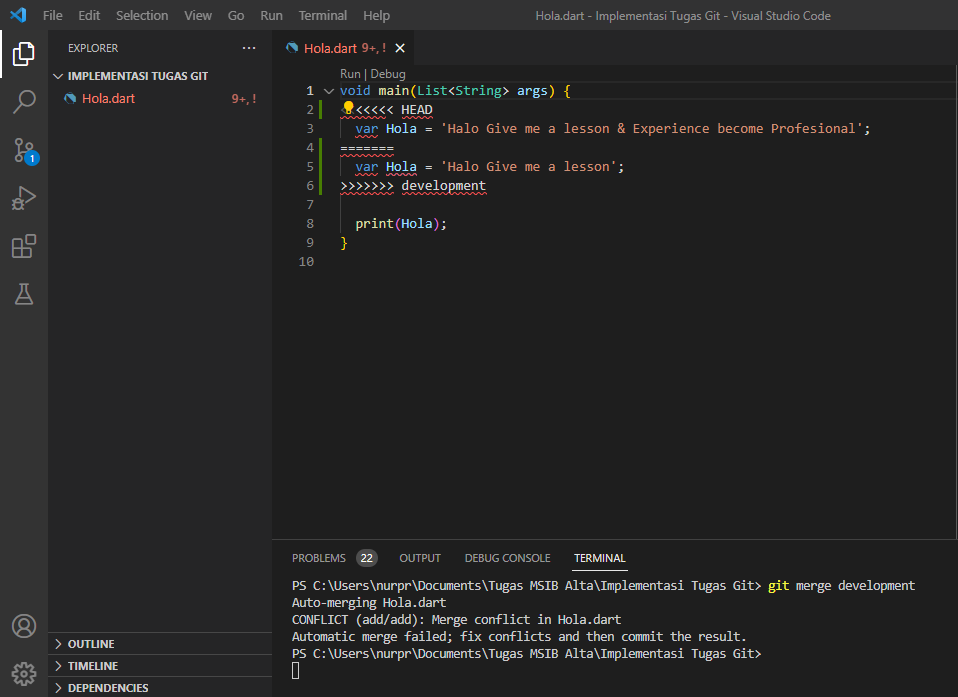 File Edit Selection View Go Run Terminal Help
Hola.dart - Implementasi Tugas Git - Visual Studio Code
EXPLORER
IMPLEMENTASI TUGAS GIT
Hola.dart 9+, !
1
OUTLINE
TIMELINE
DEPENDENCIES
Hola.dart 9+, !
Run | Debug
1 void main(List<String> args) {
2 <<<<< HEAD
3 var Hola = 'Halo Give me a lesson & Experience become Profesional';
4 =======
5 var Hola = 'Halo Give me a lesson';
6 >>>>>>> development
7
8 print(Hola);
9 }
10
PROBLEMS 22 OUTPUT DEBUG CONSOLE TERMINAL
PS C:\Users\nurpr\Documents\Tugas MSIB Alta\Implementasi Tugas Git> git merge development
Auto-merging Hola.dart
CONFLICT (add/add): Merge conflict in Hola.dart
Automatic merge failed; fix conflicts and then commit the result.
PS C:\Users\nurpr\Documents\Tugas MSIB Alta\Implementasi Tugas Git>